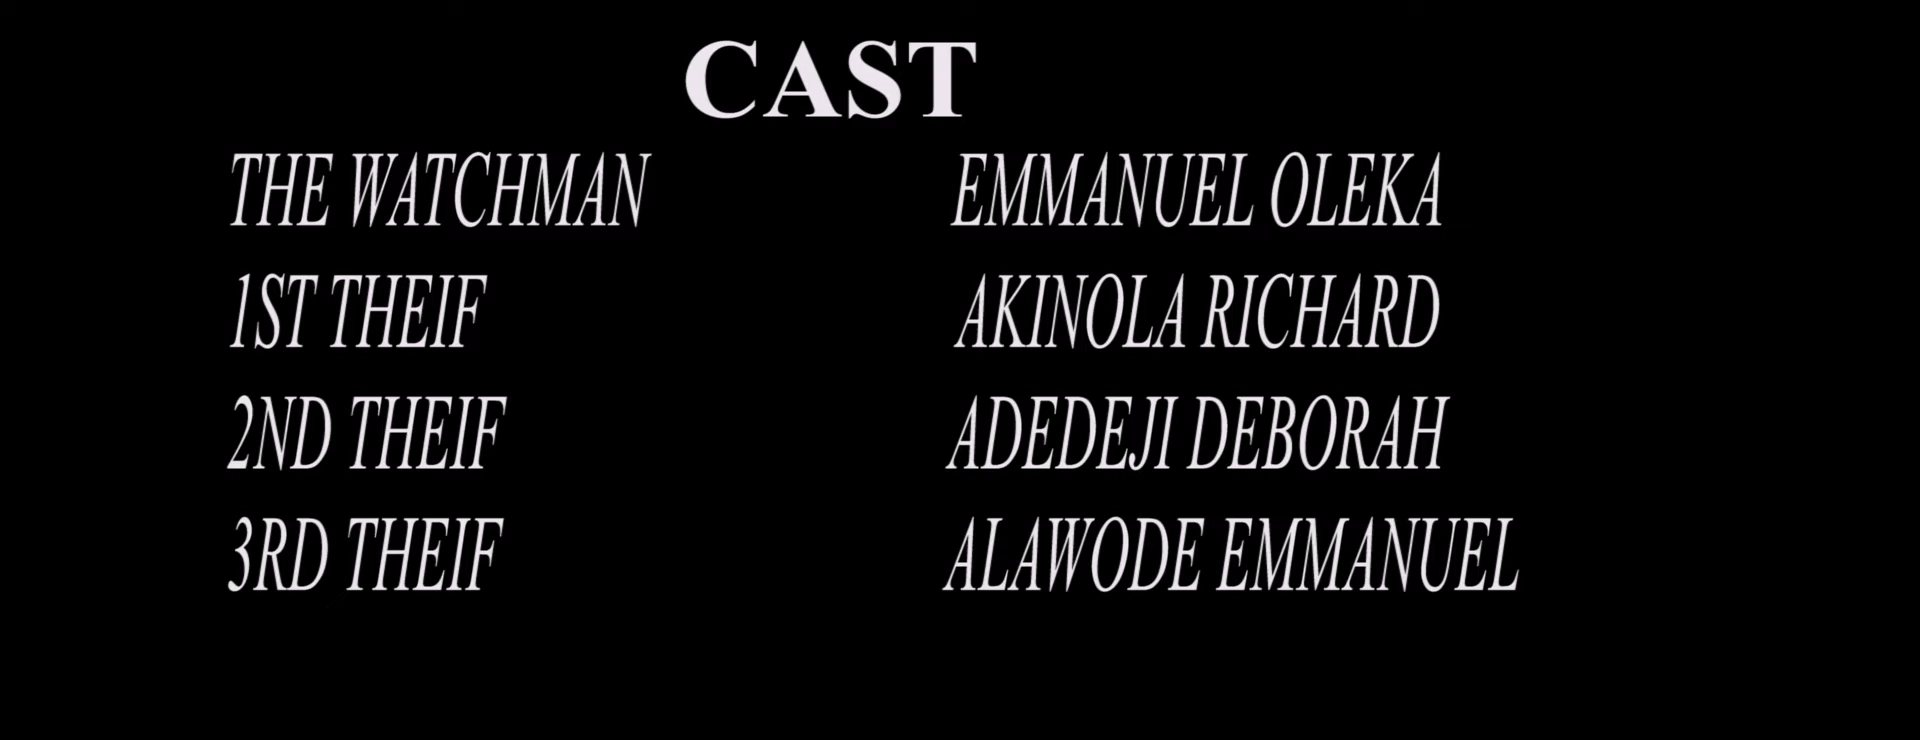 CAST
THE WATCHMAN EMMANUEL OLEKA
1ST THEIF AKINOLA RICHARD
2ND THEIF ADEDEJI DEBORAH
3RD THEIF ALAWODE EMMANUEL